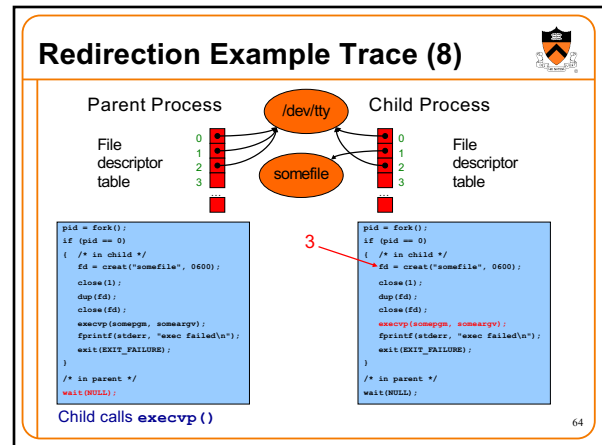 Redirection Example Trace (8)
Parent Process
/dev/tty
Child Process
File
descriptor
table
0
1
2
3
...
somefile
0
1
2
3
...
File
descriptor
table
pid = fork();
if (pid == 0)
{ /* in child */
fd = creat("somefile", 0600);
close(1);
dup(fd);
close(fd);
execvp(somepgm, someargv);
fprintf(stderr, "exec failed\n");
exit(EXIT_FAILURE);
}
/* in parent */
wait(NULL);
3
pid = fork();
if (pid == 0)
{ /* in child */
fd = creat("somefile", 0600);
close(1);
dup(fd);
close(fd);
execvp(somepgm, someargv);
fprintf(stderr, "exec failed\n");
exit(EXIT_FAILURE);
}
/* in parent */
wait(NULL);
Child calls execvp()
64